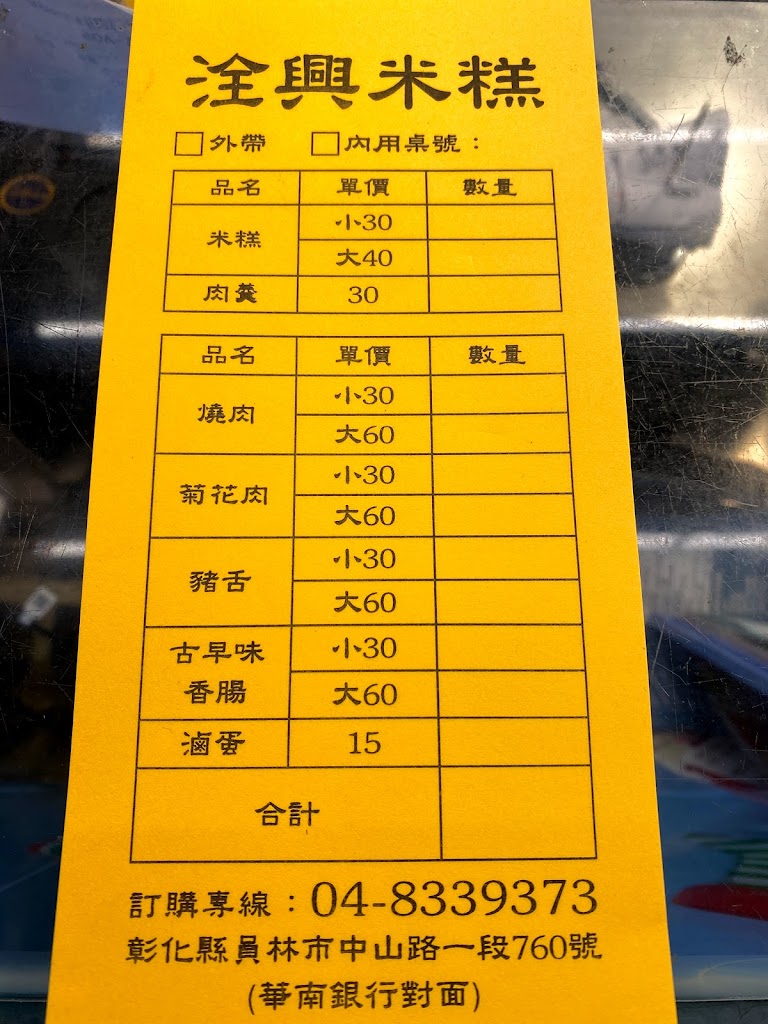 洤興米糕
□外帶 □內用桌號：
品名 單價 數量
米糕 小30
大40
肉羹 30
品名 單價 數量
燒肉 小30
大60
菊花肉 小30
大60
豬舌 小30
大60
古早味香腸 小30
大60
滷蛋 15
合計
訂購專線：04-8339373
彰化縣員林市中山路一段760號
(華南銀行對面)